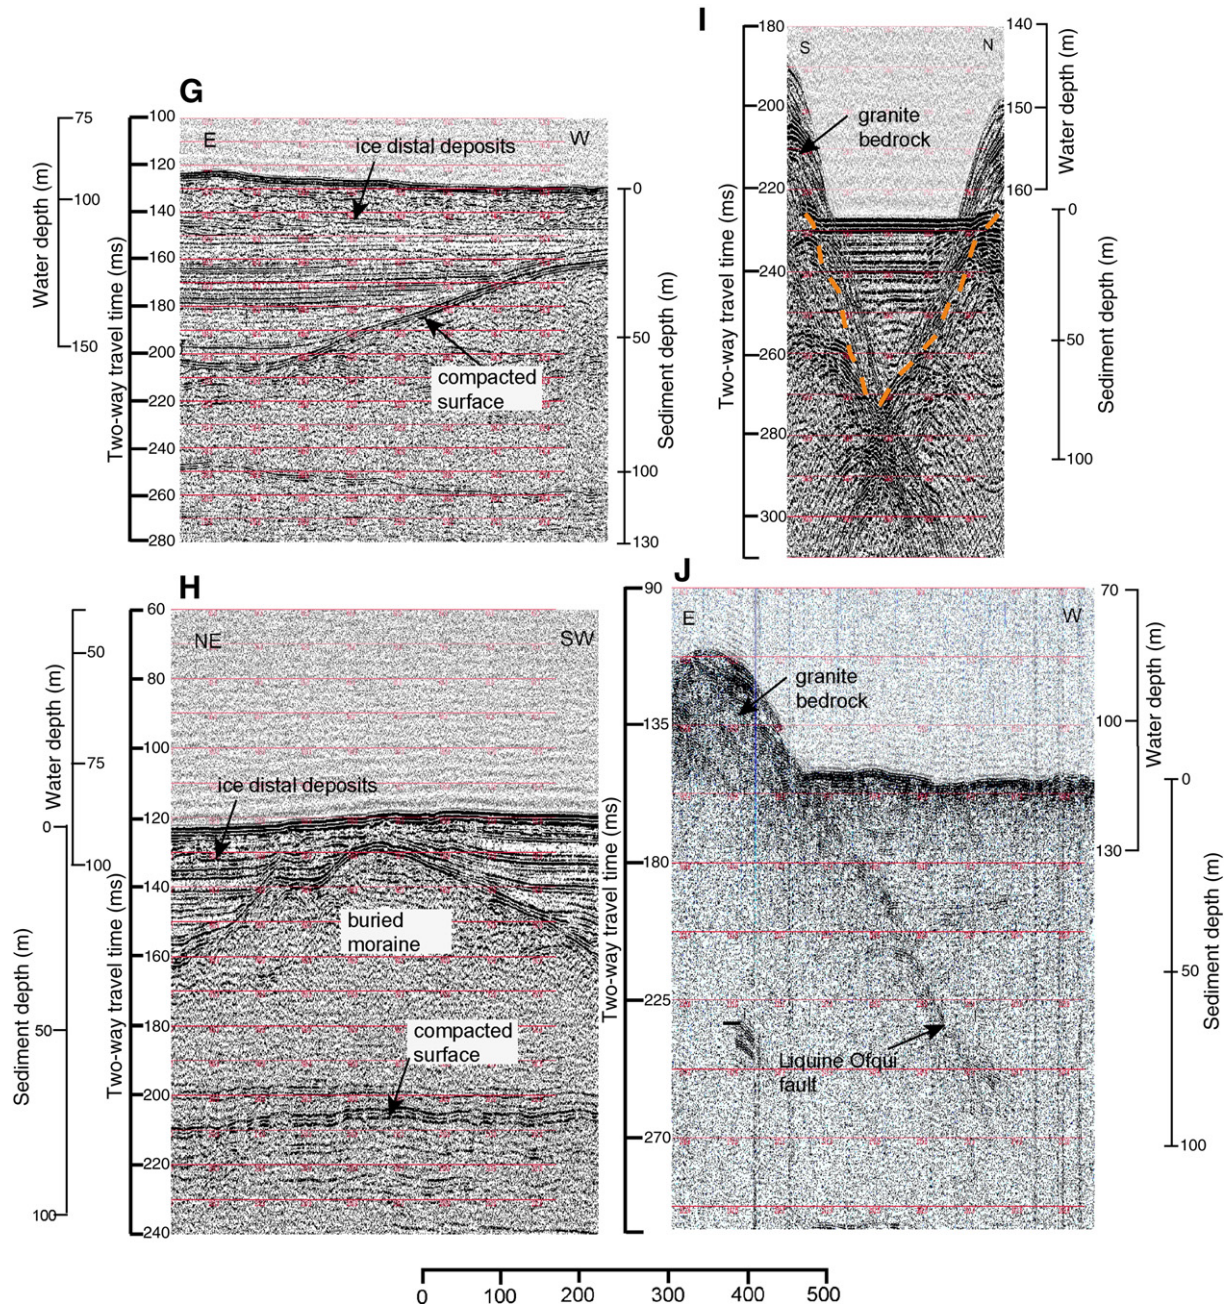 G
E
W
ice distal deposits
compacted
surface
75
100
150
Water depth (m)
100
120
140
160
180
200
220
240
260
280
Two-way travel time (ms)
0
50
100
130
Sediment depth (m)
I
S
N
granite
bedrock
180
200
220
240
260
280
300
Two-way travel time (ms)
140
150
160
Water depth (m)
0
50
100
Sediment depth (m)
H
NE
SW
ice distal deposits
buried
moraine
compacted
surface
50
75
100
Water depth (m)
0
50
100
Sediment depth (m)
60
80
100
120
140
160
180
200
220
240
Two-way travel time (ms)
J
E
W
granite
bedrock
Liquine Ofqui
fault
90
135
180
225
270
Two-way travel time (ms)
70
100
130
Water depth (m)
0
50
100
Sediment depth (m)
0 100 200 300 400 500